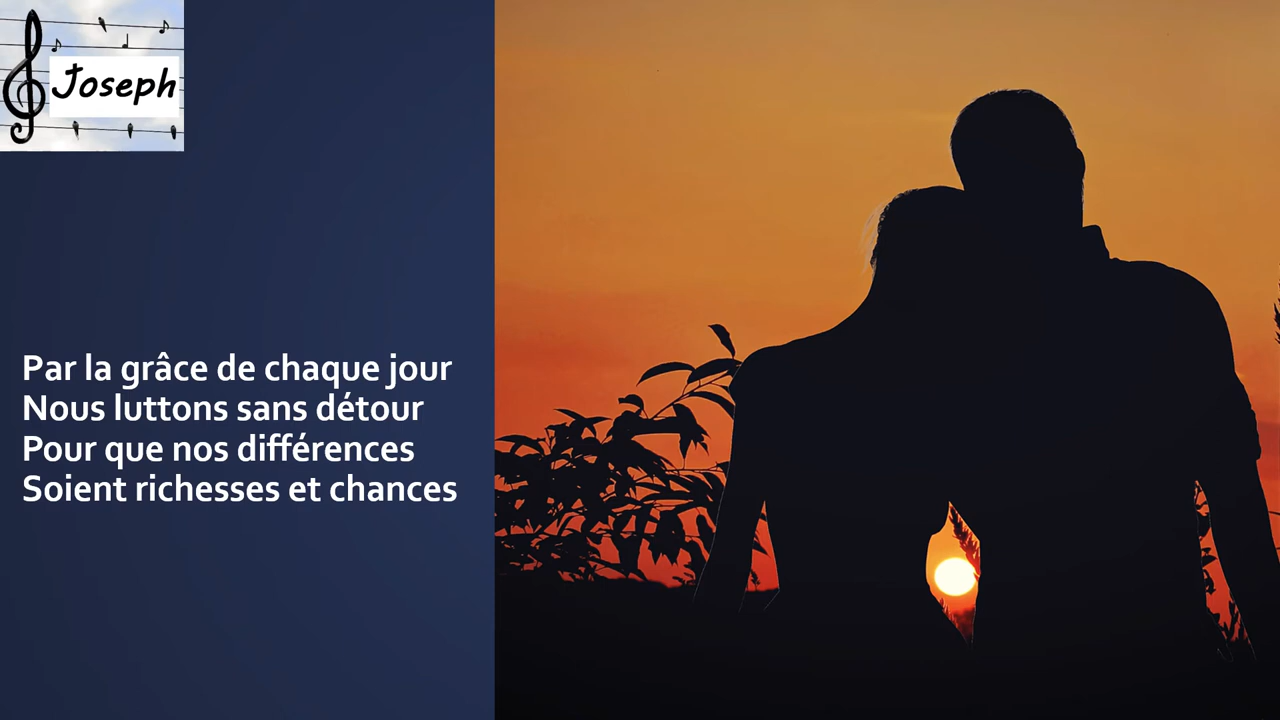 Joseph
Par la grâce de chaque jour
Nous luttons sans détour
Pour que nos différences
Soient richesses et chances